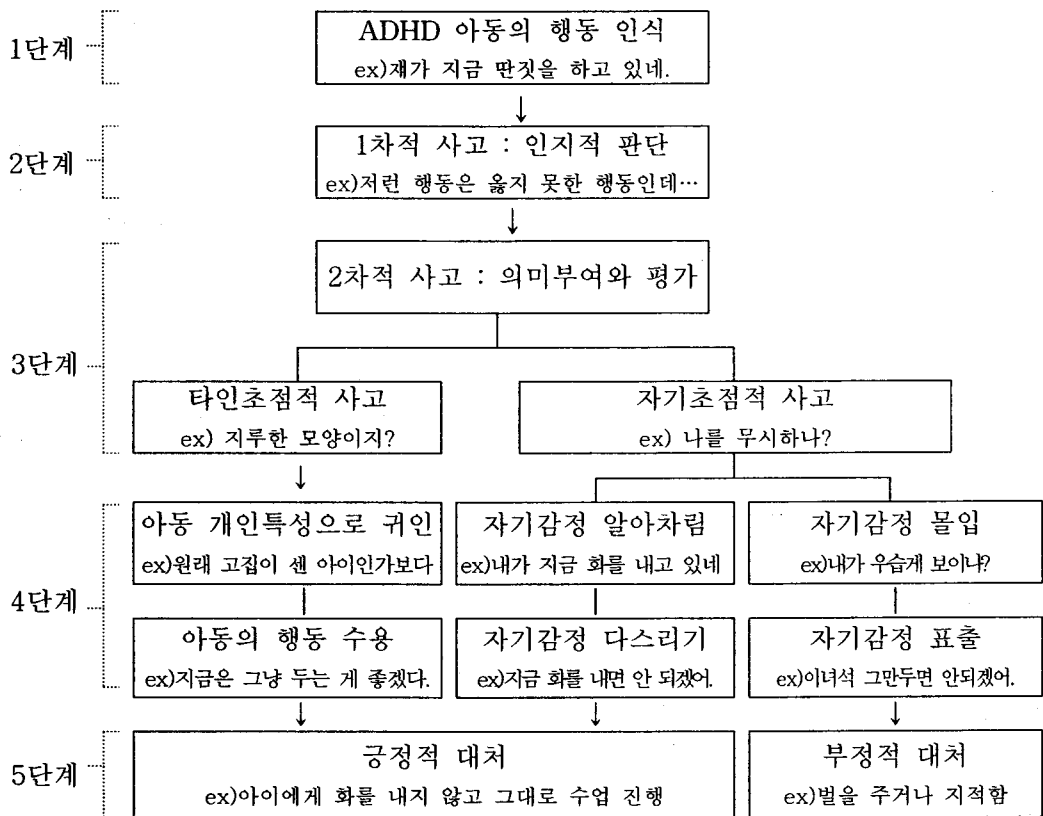 1단계
ADHD 아동의 행동 인식
ex)쟤가 지금 딴짓을 하고 있네.
2단계
1차적 사고 : 인지적 판단
ex)저런 행동은 옳지 못한 행동인데…
3단계
2차적 사고 : 의미부여와 평가
타인초점적 사고
ex) 지루한 모양이지?
자기초점적 사고
ex) 나를 무시하나?
4단계
아동 개인특성으로 귀인
ex)원래 고집이 센 아이인가보다
자기감정 알아차림
ex)내가 지금 화를 내고 있네
자기감정 몰입
ex)내가 우습게 보이냐?
아동의 행동 수용
ex)지금은 그냥 두는 게 좋겠다.
자기감정 다스리기
ex)지금 화를 내면 안 되겠어.
자기감정 표출
ex)이녀석 그만두면 안되겠어.
5단계
긍정적 대처
ex)아이에게 화를 내지 않고 그대로 수업 진행
부정적 대처
ex)벌을 주거나 지적함